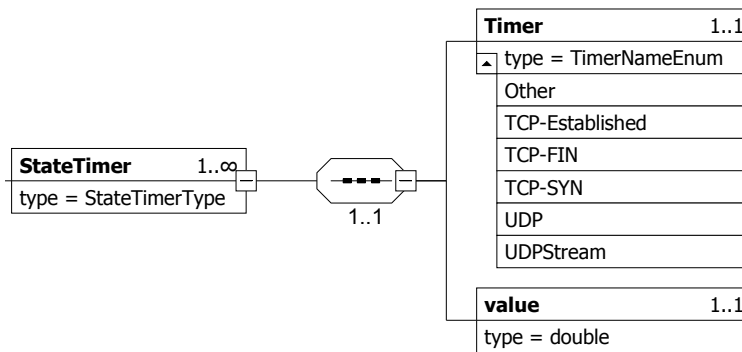 Timer 1..1
type = TimerNameEnum
Other
TCP-Established
TCP-FIN
TCP-SYN
UDP
UDPStream
StateTimer 1..∞
type = StateTimerType
1..1
value 1..1
type = double